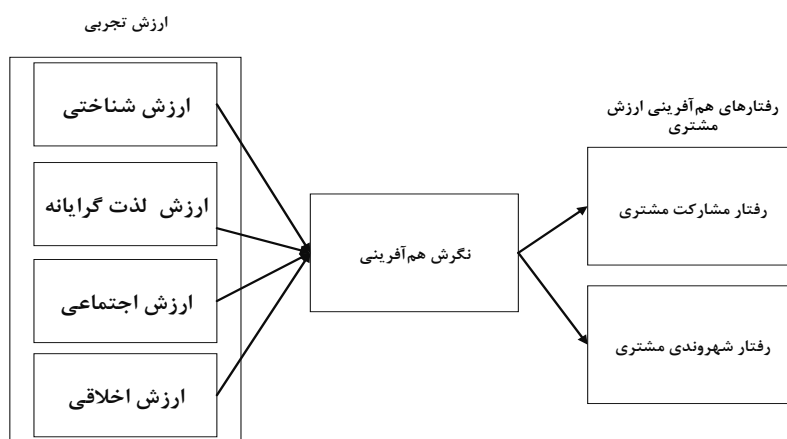 ارزش تجربی
ارزش شناختی
ارزش لذت گرایانه
ارزش اجتماعی
ارزش اخلاقی
نگرش هم‌آفرینی
رفتارهای هم‌آفرینی ارزش
مشتری
رفتار مشارکت مشتری
رفتار شهروندی مشتری